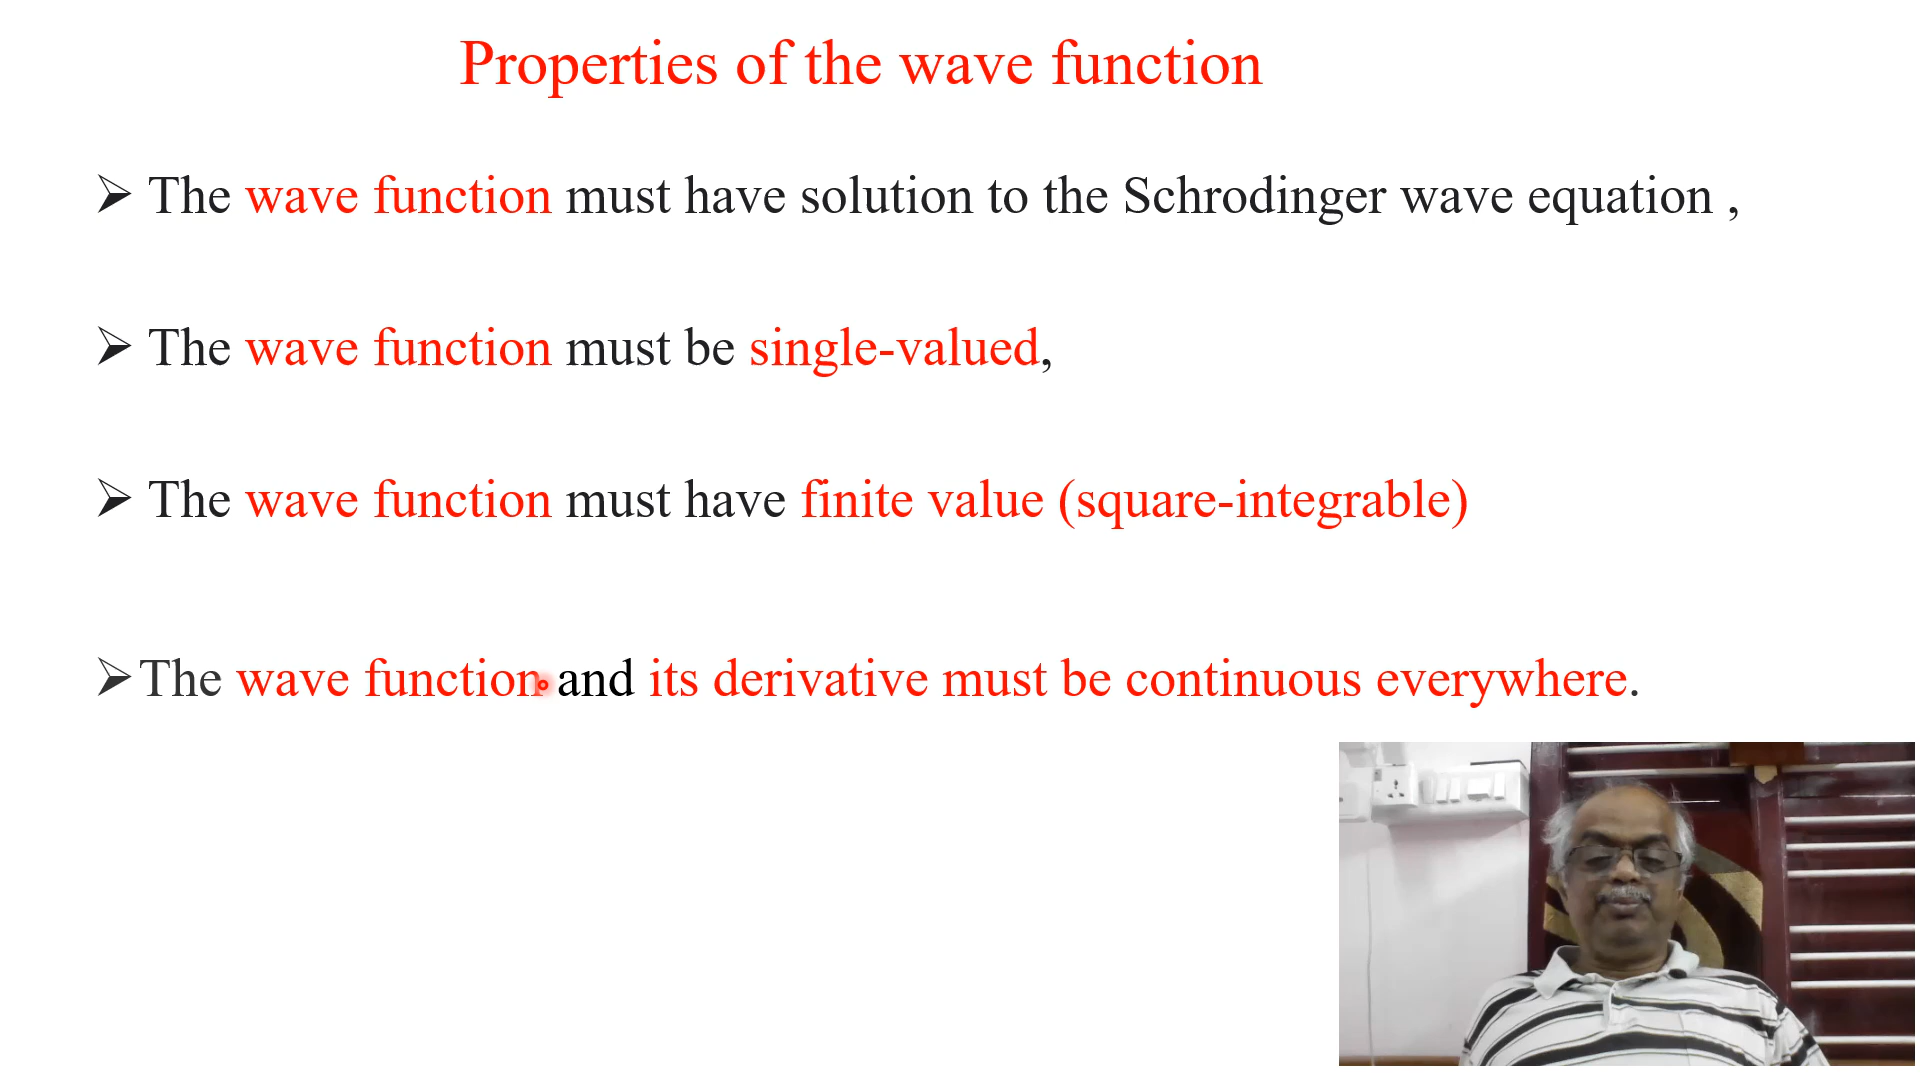 Properties of the wave function
➢ The wave function must have solution to the Schrodinger wave equation ,
➢ The wave function must be single-valued,
➢ The wave function must have finite value (square-integrable)
➢ The wave function and its derivative must be continuous everywhere.